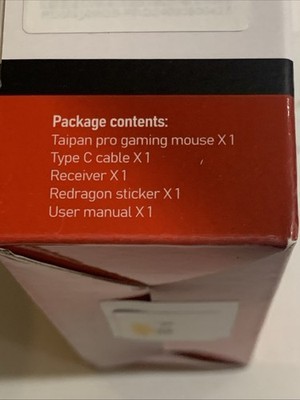 Package contents:
Taipan pro gaming mouse X 1
Type C cable X 1
Receiver X 1
Redragon sticker X 1
User manual X 1